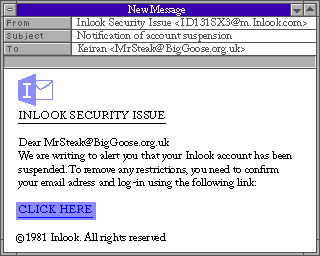 New Message
From Inlook Security Issue <ID131SX3@m.Inlook.com>
Subject Notification of account suspension
To Keiran <MrSteak@BigGoose.org.uk>
INLOOK SECURITY ISSUE
Dear MrSteak@BigGoose.org.uk
We are writing to alert you that your Inlook account has been
suspended. To remove any restrictions, you need to confirm
your email adress and log-in using the following link:
CLICK HERE
©1981 Inlook. All rights reserved